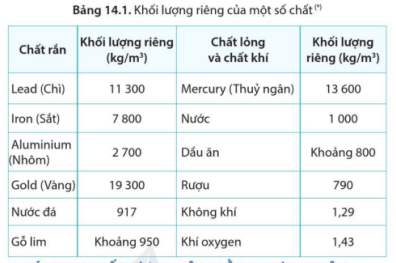 Bảng 14.1. Khối lượng riêng của một số chất(*)
Chất rắn Khối lượng riêng (kg/m³) Chất lỏng và chất khí Khối lượng riêng (kg/m³)
Lead (Chì) 11 300 Mercury (Thuỷ ngân) 13 600
Iron (Sắt) 7 800 Nước 1 000
Aluminium (Nhôm) 2 700 Dầu ăn Khoảng 800
Gold (Vàng) 19 300 Rượu 790
Nước đá 917 Không khí 1,29
Gỗ lim Khoảng 950 Khí oxygen 1,43